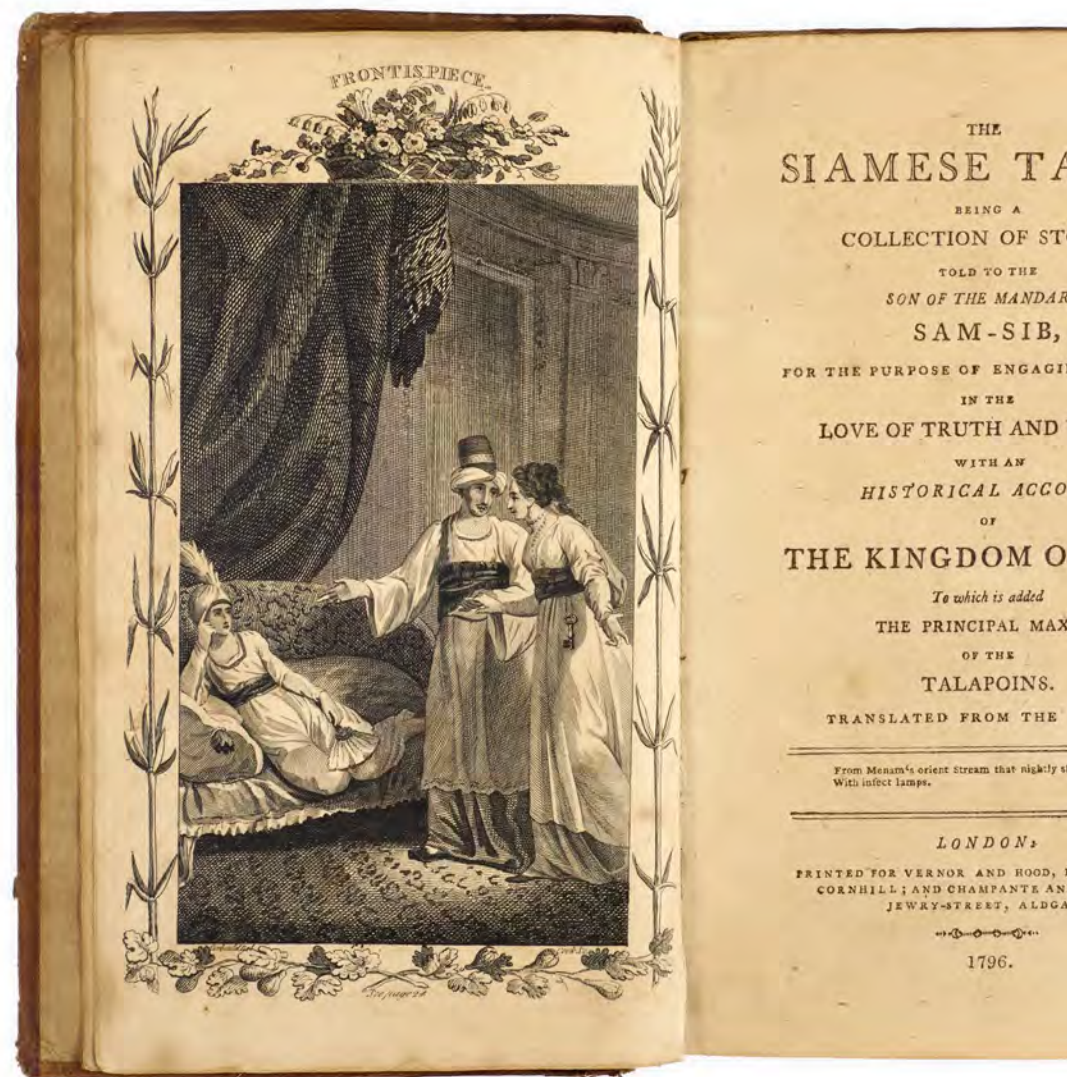 FRONTISPIECE.
See page 24
THE
SIAMESE TA
BEING A
COLLECTION OF ST
TOLD TO THE
SON OF THE MANDAR
SAM-SIB,
FOR THE PURPOSE OF ENGAGI
IN THE
LOVE OF TRUTH AND
WITH AN
HISTORICAL ACCO
OF
THE KINGDOM O
To which is added
THE PRINCIPAL MAX
OF THE
TALAPOINS.
TRANSLATED FROM THE
From Menam's orient Stream that nightly s
With insect lamps.
LONDON:
PRINTED FOR VERNOR AND HOOD,
CORNHILL; AND CHAMPANTE AN
JEWRY-STREET, ALDGA
1796.